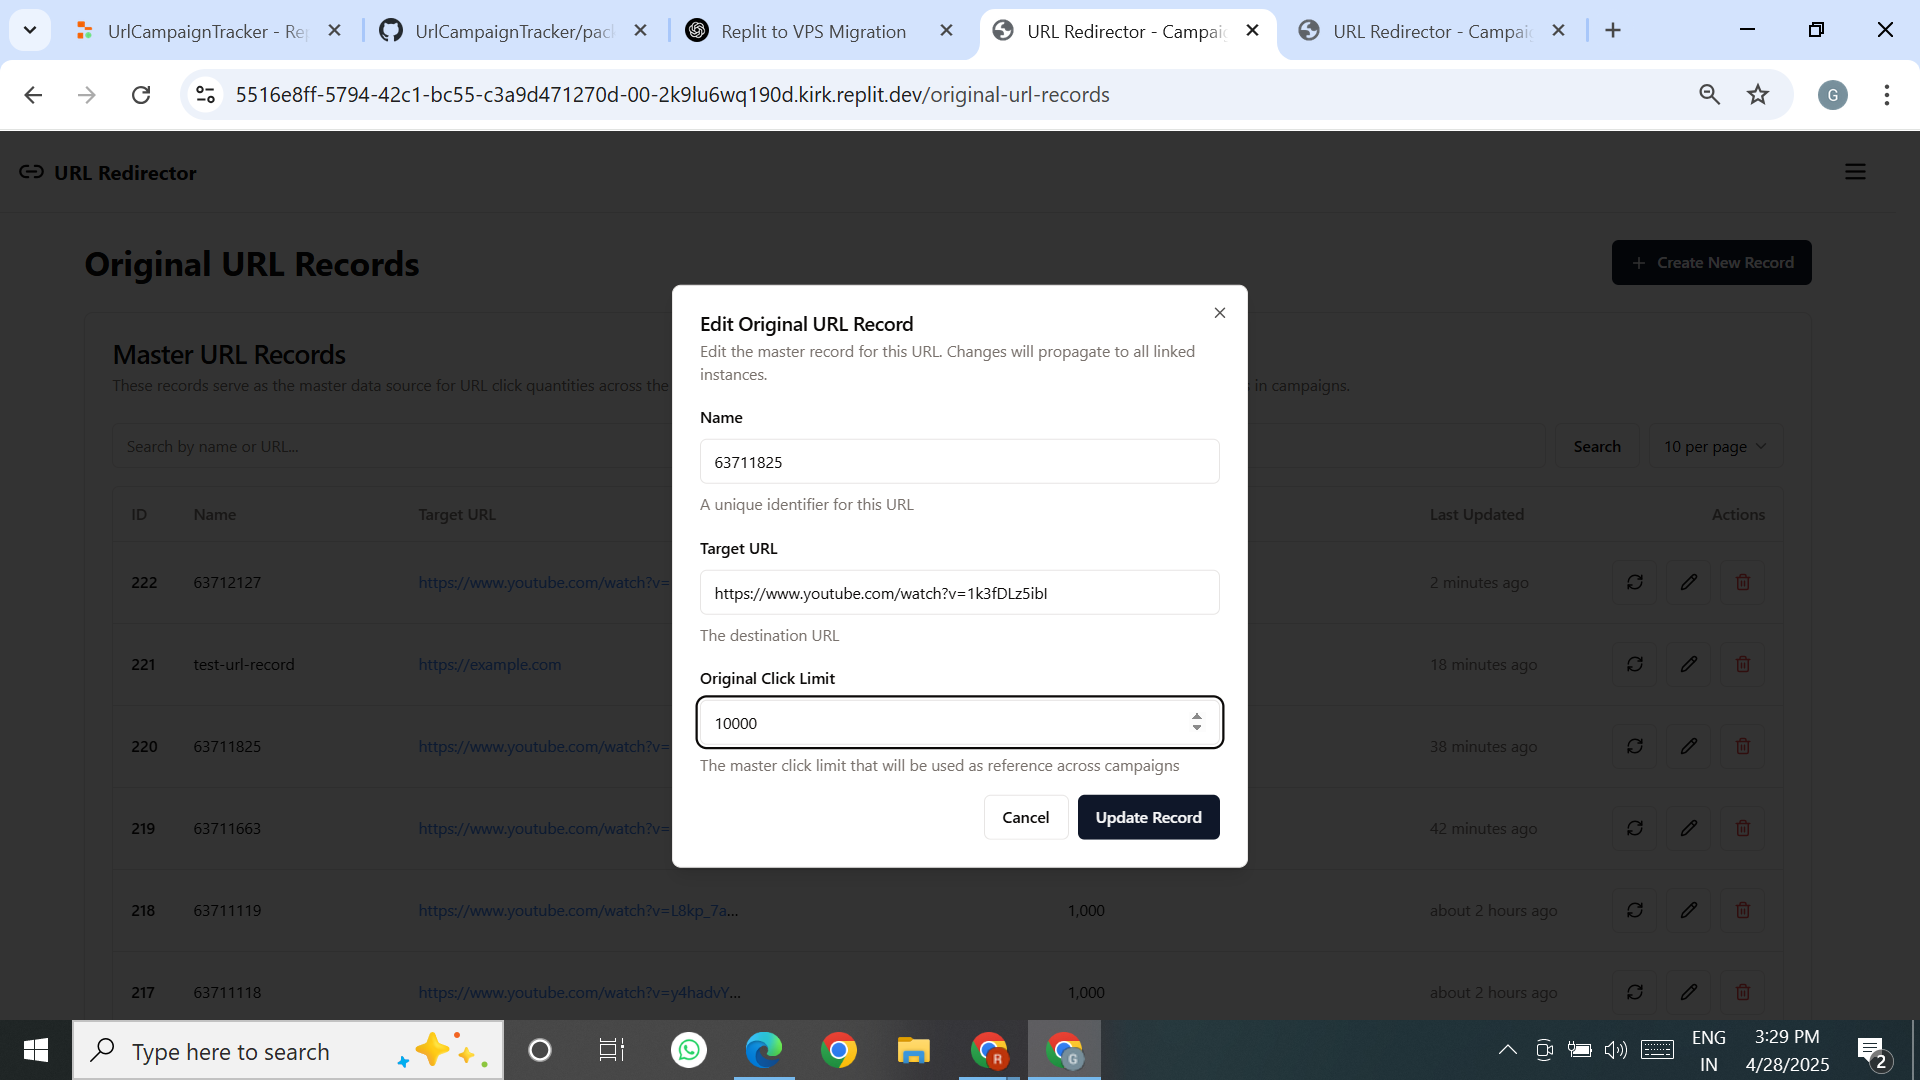 UrlCampaignTracker - Rep
UrlCampaignTracker/pack
Replit to VPS Migration
URL Redirector - Campaig
URL Redirector - Campaig
5516e8ff-5794-42c1-bc55-c3a9d471270d-00-2k9lu6wq190d.kirk.replit.dev/original-url-records
G
URL Redirector
Original URL Records
+ Create New Record
Master URL Records
These records serve as the master data source for URL click quantities across the
in campaigns.
Search by name or URL...
Search
10 per page
ID Name Target URL Last Updated Actions
222 63712127 https://www.youtube.com/watch?v= 2 minutes ago
221 test-url-record https://example.com 18 minutes ago
220 63711825 https://www.youtube.com/watch?v= 38 minutes ago
219 63711663 https://www.youtube.com/watch?v= 42 minutes ago
218 63711119 https://www.youtube.com/watch?v=L8kp_7a... 1,000 about 2 hours ago
217 63711118 https://www.youtube.com/watch?v=y4hadvY... 1,000 about 2 hours ago
Edit Original URL Record
Edit the master record for this URL. Changes will propagate to all linked
instances.
Name
63711825
A unique identifier for this URL
Target URL
https://www.youtube.com/watch?v=1k3fDLz5ibI
The destination URL
Original Click Limit
10000
The master click limit that will be used as reference across campaigns
Cancel
Update Record
Type here to search
R
G
ENG
IN
3:29 PM
4/28/2025
2